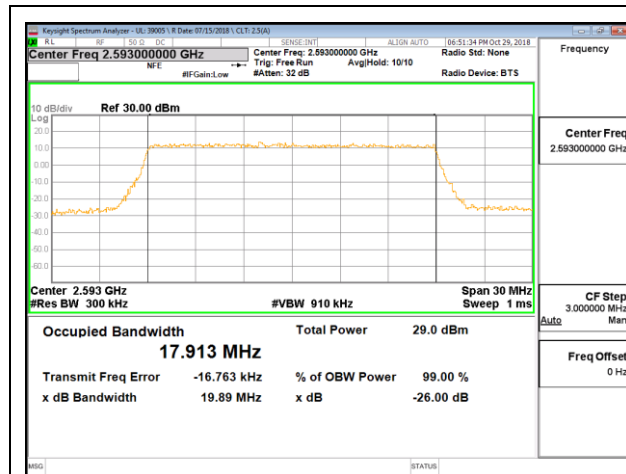 Keysight Spectrum Analyzer - UL: 39005 \ R Date: 07/15/2018 \ CLT: 2.5(A)
RL RF 50 Ω DC SENSE:INT ALIGN AUTO 06:51:34 PM Oct 29, 2018
Center Freq 2.593000000 GHz
Center Freq: 2.593000000 GHz
Radio Std: None
NFE
Trig: Free Run Avg|Hold: 10/10
#IFGain:Low
#Atten: 32 dB
Radio Device: BTS
Frequency
10 dB/div Ref 30.00 dBm
Log
20.0
10.0
0.00
-10.0
-20.0
-30.0
-40.0
-50.0
-60.0
Center Freq
2.593000000 GHz
Center 2.593 GHz Span 30 MHz
#Res BW 300 kHz #VBW 910 kHz Sweep 1 ms
CF Step
3.000000 MHz
Auto Man
Freq Offset
0 Hz
Occupied Bandwidth Total Power 29.0 dBm
17.913 MHz
Transmit Freq Error -16.763 kHz % of OBW Power 99.00 %
x dB Bandwidth 19.89 MHz x dB -26.00 dB
MSG STATUS